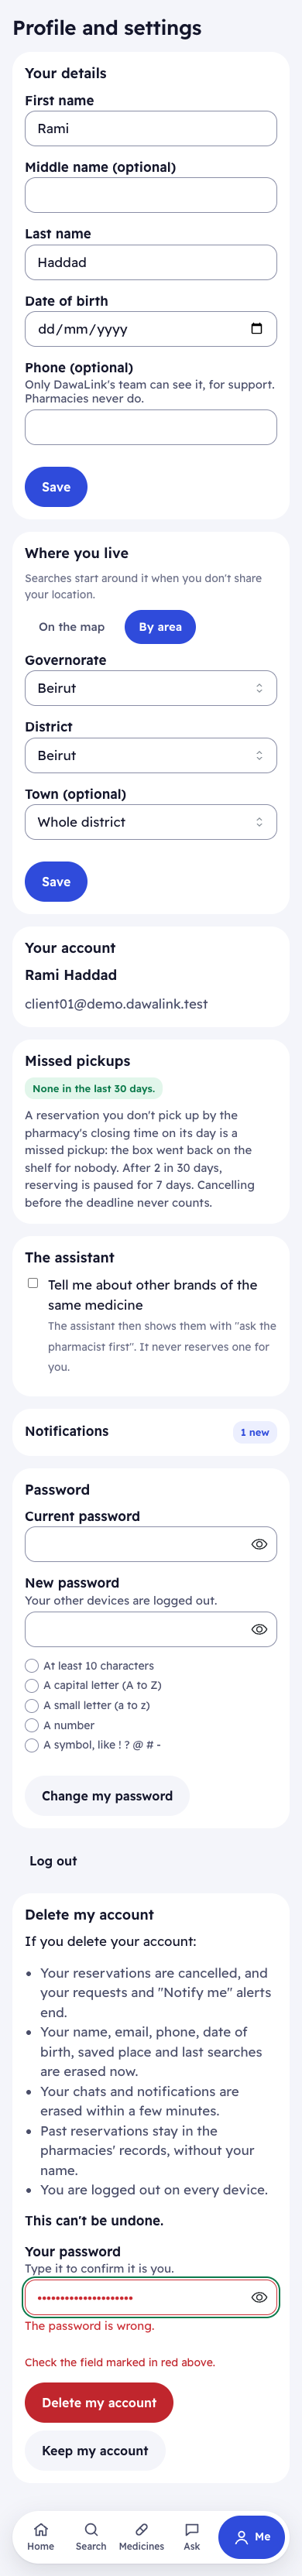 Profile and settings
Your details
First name
Rami
Middle name (optional)
Last name
Haddad
Date of birth
dd/mm/yyyy
Phone (optional)
Only DawaLink's team can see it, for support.
Pharmacies never do.
Save
Where you live
Searches start around it when you don't share
your location.
On the map
By area
Governorate
Beirut
District
Beirut
Town (optional)
Whole district
Save
Your account
Rami Haddad
client01@demo.dawalink.test
Missed pickups
None in the last 30 days.
A reservation you don't pick up by the
pharmacy's closing time on its day is a
missed pickup: the box went back on the
shelf for nobody. After 2 in 30 days,
reserving is paused for 7 days. Cancelling
before the deadline never counts.
The assistant
Tell me about other brands of the
same medicine
The assistant then shows them with "ask the
pharmacist first". It never reserves one for
you.
Notifications
1 new
Password
Current password
New password
Your other devices are logged out.
At least 10 characters
A capital letter (A to Z)
A small letter (a to z)
A number
A symbol, like ! ? @ # -
Change my password
Log out
Delete my account
If you delete your account:
• Your reservations are cancelled, and
your requests and "Notify me" alerts
end.
• Your name, email, phone, date of
birth, saved place and last searches
are erased now.
• Your chats and notifications are
erased within a few minutes.
• Past reservations stay in the
pharmacies' records, without your
name.
• You are logged out on every device.
This can't be undone.
Your password
Type it to confirm it is you.
The password is wrong.
Check the field marked in red above.
Delete my account
Keep my account
Home
Search
Medicines
Ask
Me